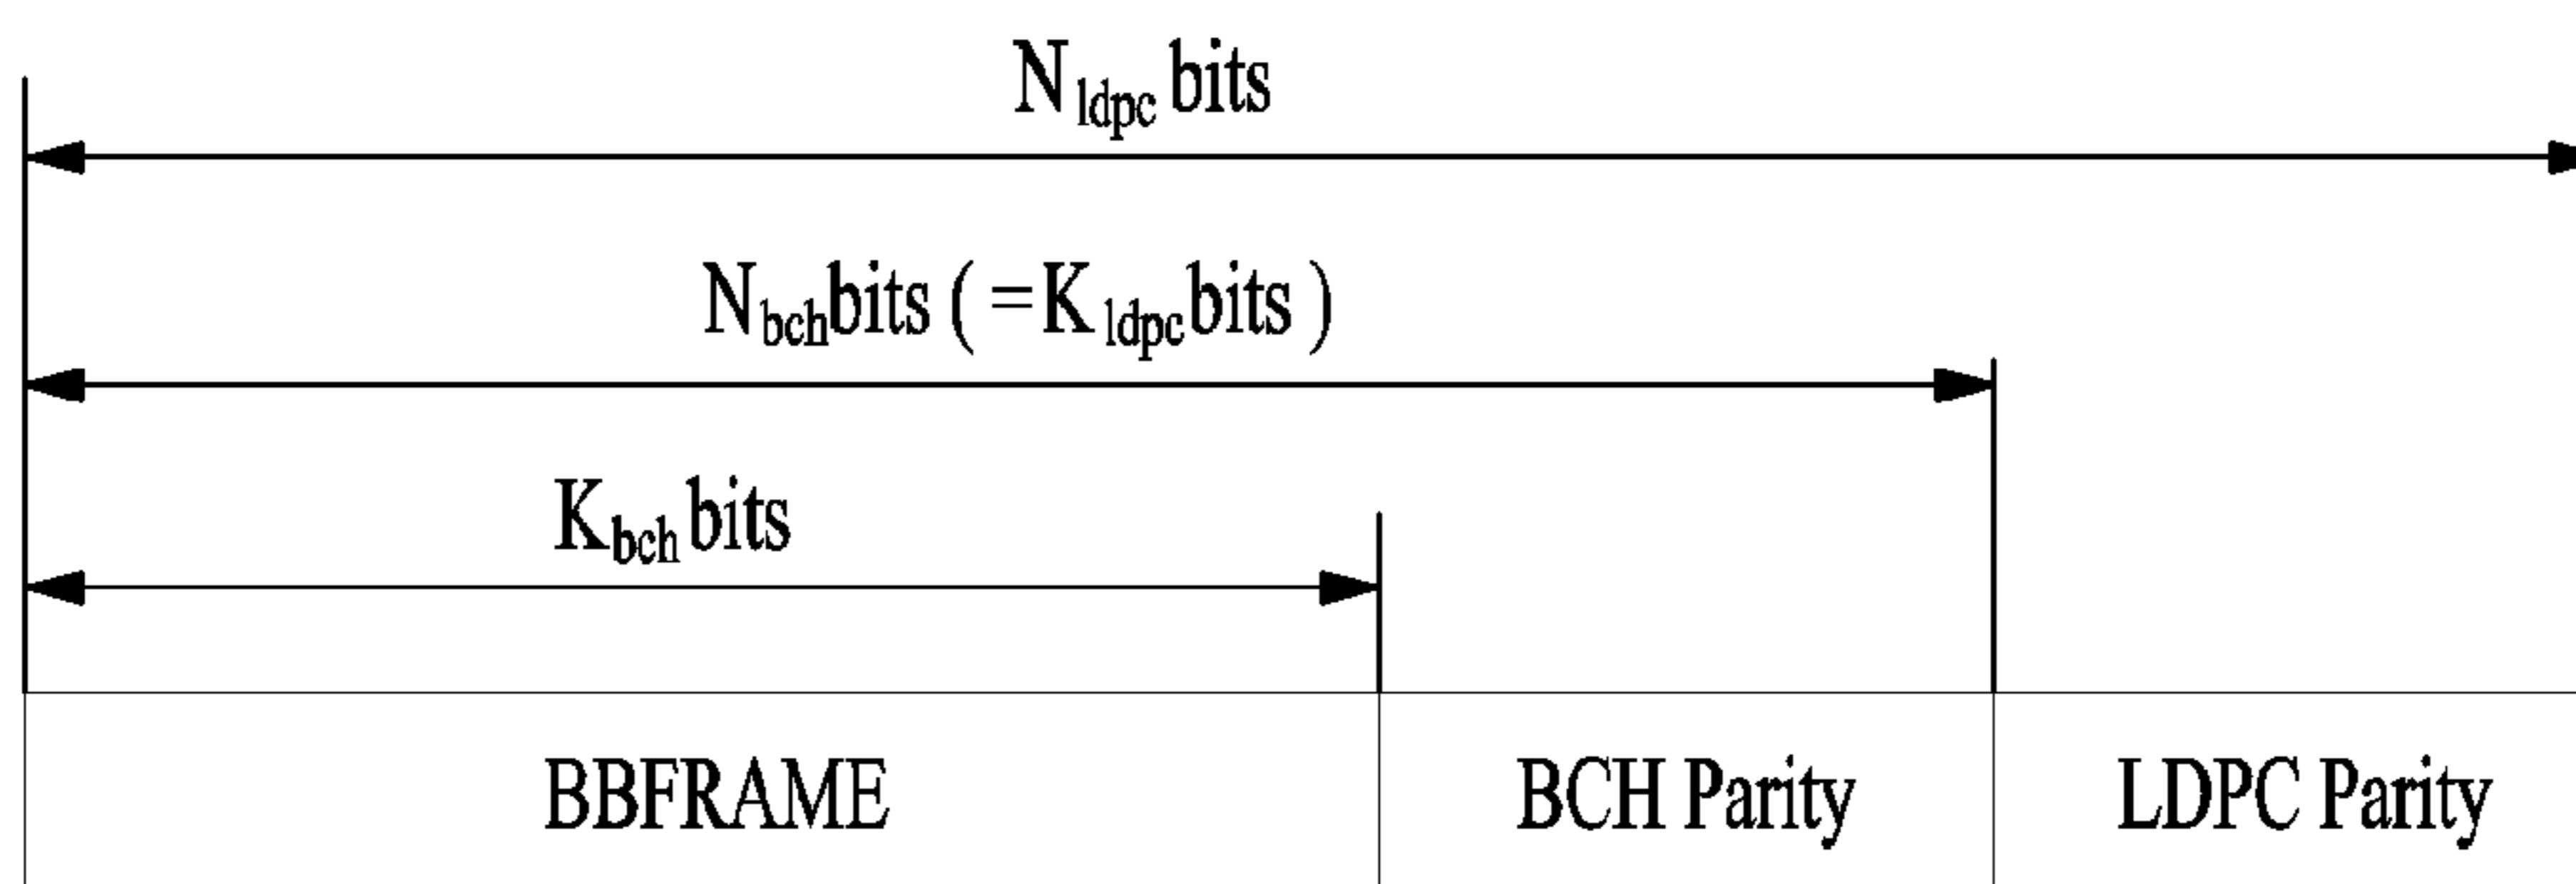 N ldpc bits
N bch bits ( = K ldpc bits )
K bch bits
BBFRAME BCH Parity LDPC Parity